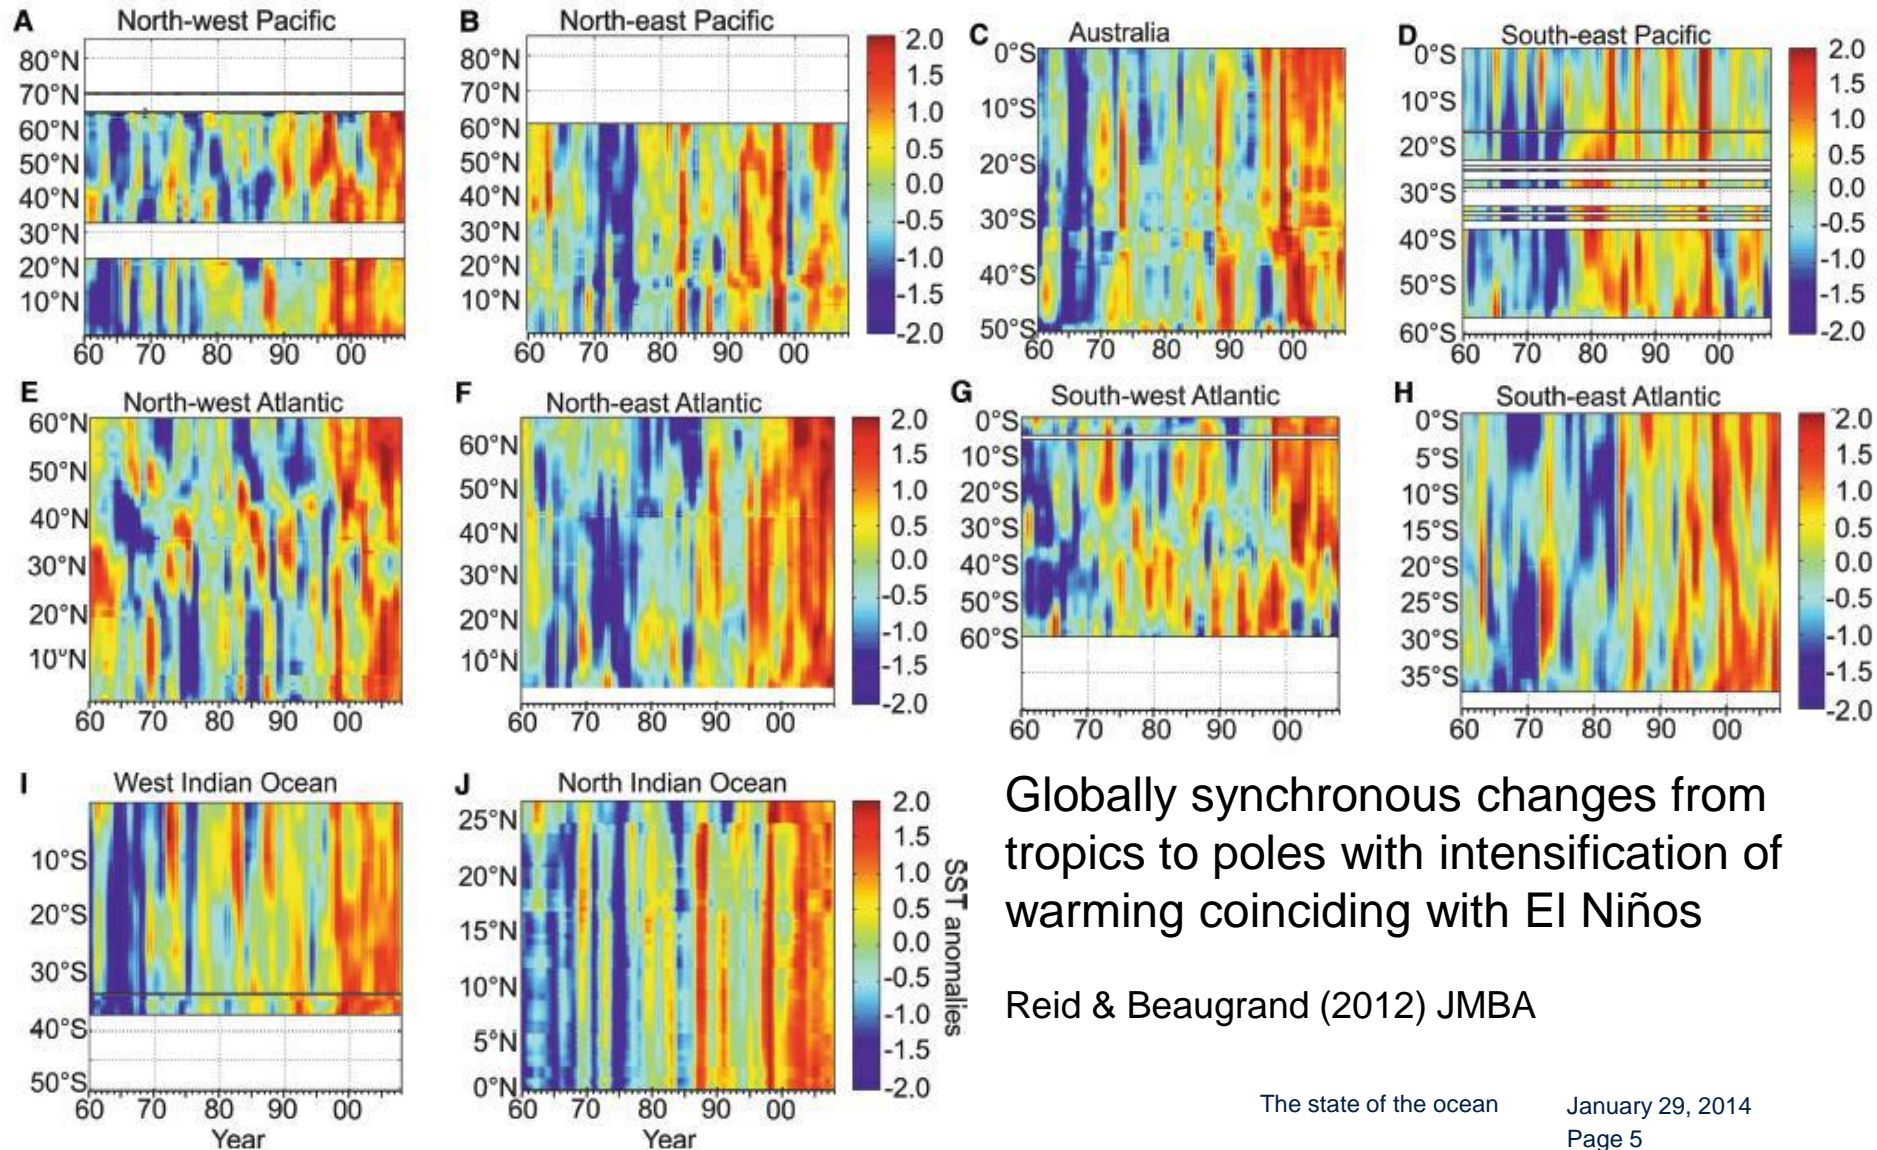 A North-west Pacific
80°N
70°N
60°N
50°N
40°N
30°N
20°N
10°N
60 70 80 90 00
B North-east Pacific
80°N
70°N
60°N
50°N
40°N
30°N
20°N
10°N
60 70 80 90 00
2.0
1.5
1.0
0.5
0.0
-0.5
-1.0
-1.5
-2.0
C Australia
0°S
10°S
20°S
30°S
40°S
50°S
60 70 80 90 00
D South-east Pacific
0°S
10°S
20°S
30°S
40°S
50°S
60°S
60 70 80 90 00
2.0
1.5
1.0
0.5
0.0
-0.5
-1.0
-1.5
-2.0
E North-west Atlantic
60°N
50°N
40°N
30°N
20°N
10°N
60 70 80 90 00
F North-east Atlantic
60°N
50°N
40°N
30°N
20°N
10°N
60 70 80 90 00
2.0
1.5
1.0
0.5
0.0
-0.5
-1.0
-1.5
-2.0
G South-west Atlantic
0°S
10°S
20°S
30°S
40°S
50°S
60°S
60 70 80 90 00
H South-east Atlantic
0°S
5°S
10°S
15°S
20°S
25°S
30°S
35°S
60 70 80 90 00
2.0
1.5
1.0
0.5
0.0
-0.5
-1.0
-1.5
-2.0
I West Indian Ocean
10°S
20°S
30°S
40°S
50°S
60 70 80 90 00
Year
J North Indian Ocean
25°N
20°N
15°N
10°N
5°N
0°N
60 70 80 90 00
Year
2.0
1.5
1.0
0.5
0.0
-0.5
-1.0
-1.5
-2.0
SST anomalies
Globally synchronous changes from
tropics to poles with intensification of
warming coinciding with El Niños
Reid & Beaugrand (2012) JMBA
The state of the ocean
January 29, 2014
Page 5